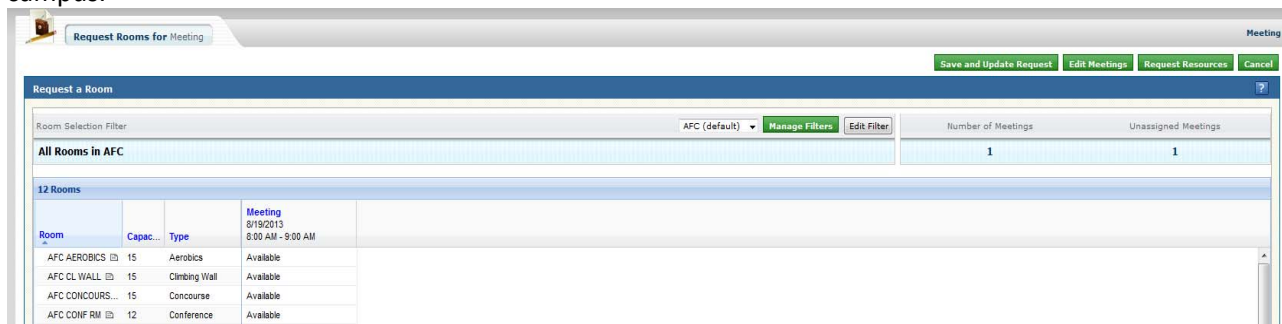 Request Rooms for Meeting
Meeting
Save and Update Request Edit Meetings Request Resources Cancel
Request a Room ?
Room Selection Filter AFC (default) Manage Filters Edit Filter Number of Meetings Unassigned Meetings
All Rooms in AFC 1 1
12 Rooms
Meeting
8/19/2013
Room Capac... Type 8:00 AM - 9:00 AM
AFC AEROBICS 15 Aerobics Available
AFC CL WALL 15 Climbing Wall Available
AFC CONCOURS... 15 Concourse Available
AFC CONF RM 12 Conference Available